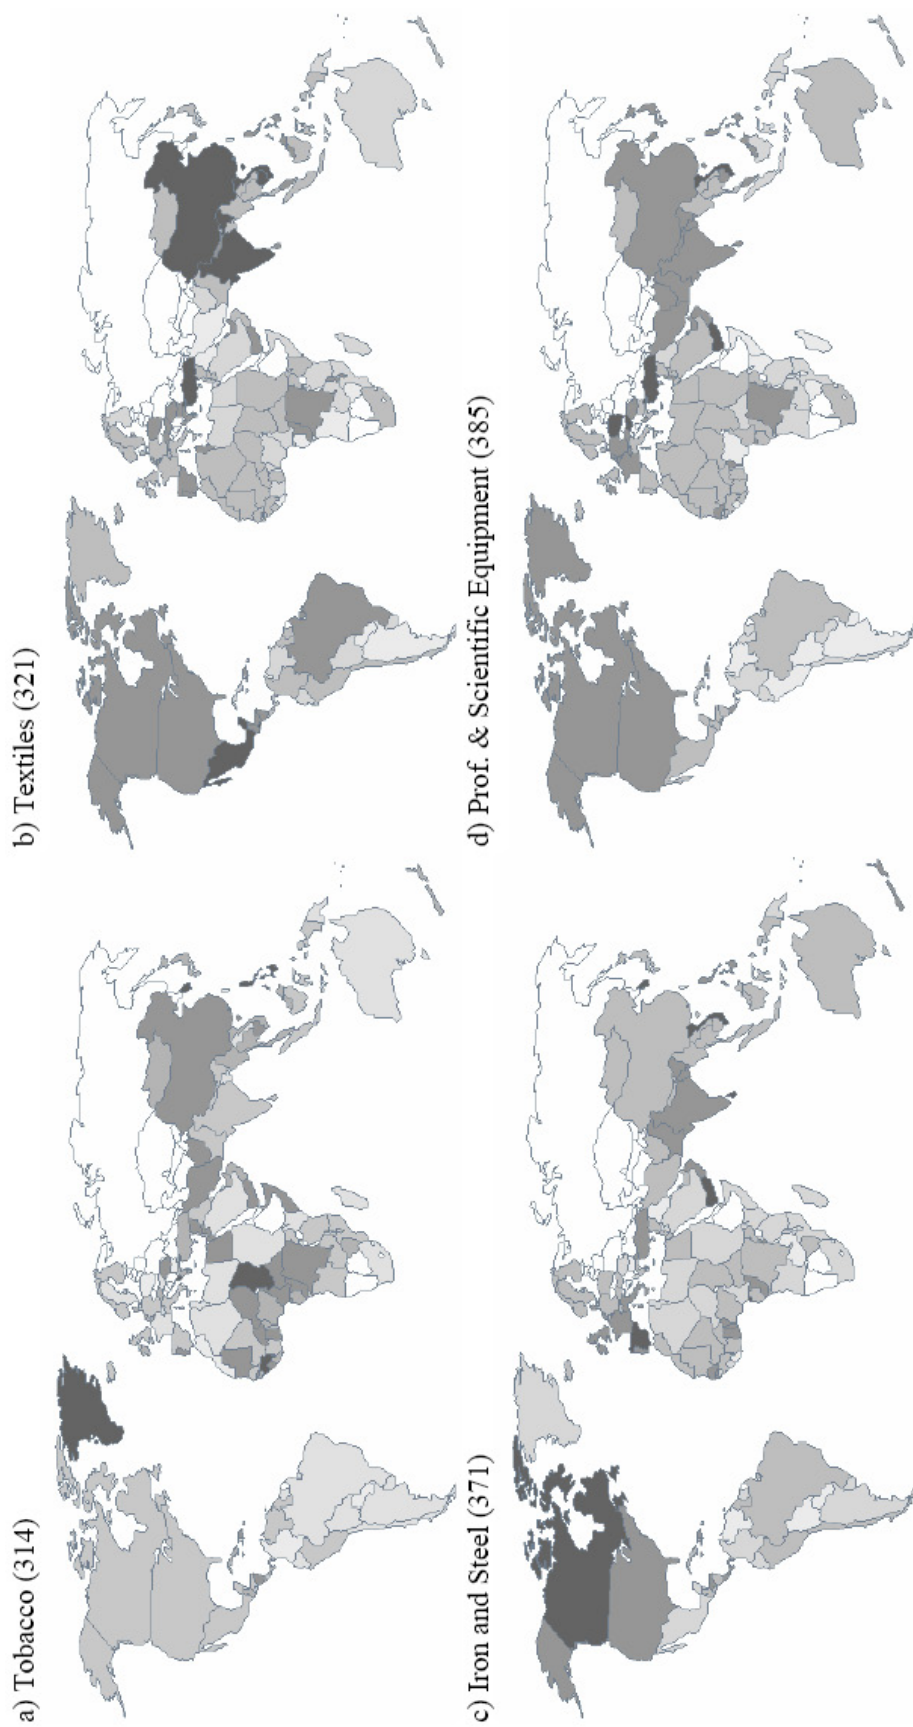 a) Tobacco (314)
b) Textiles (321)
c) Iron and Steel (371)
d) Prof. & Scientific Equipment (385)